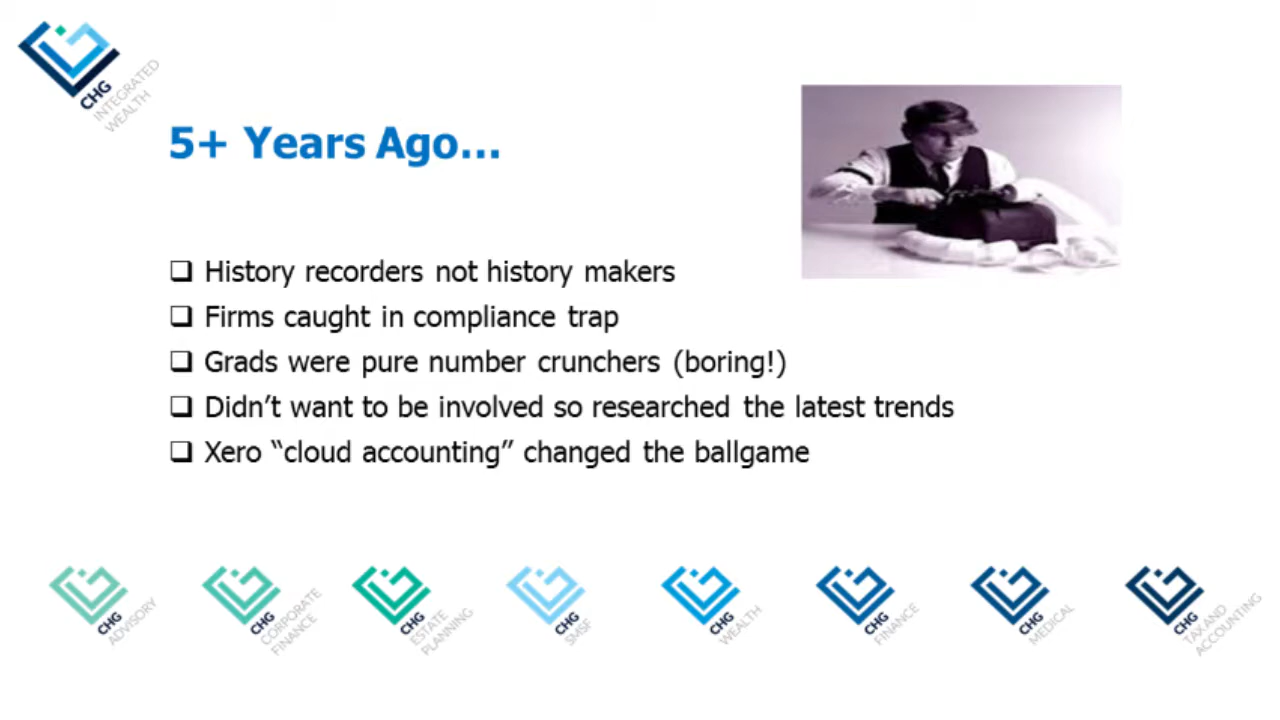 CHG
INTEGRATED
WEALTH
5+ Years Ago...
❑ History recorders not history makers
❑ Firms caught in compliance trap
❑ Grads were pure number crunchers (boring!)
❑ Didn't want to be involved so researched the latest trends
❑ Xero “cloud accounting” changed the ballgame
CHG
ADVISORY
CHG
CORPORATE
FINANCE
CHG
ESTATE
PLANNING
CHG
SMSF
CHG
WEALTH
CHG
FINANCE
CHG
MEDICAL
CHG
TAX AND
ACCOUNTING